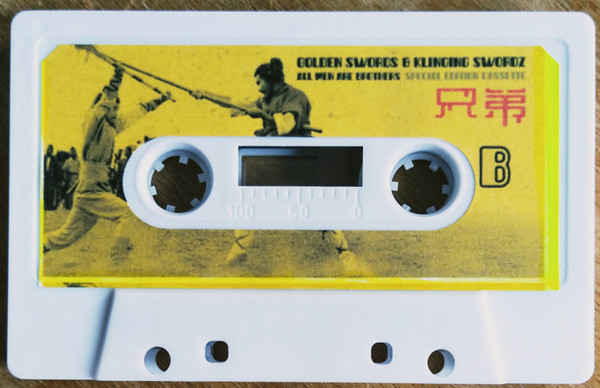 GOLDEN SWORDS & KLINGING SWORDZ
ALL MEN ARE BROTHERS SPECIAL EDITION CASSETTE
兄弟
B
100 50 0